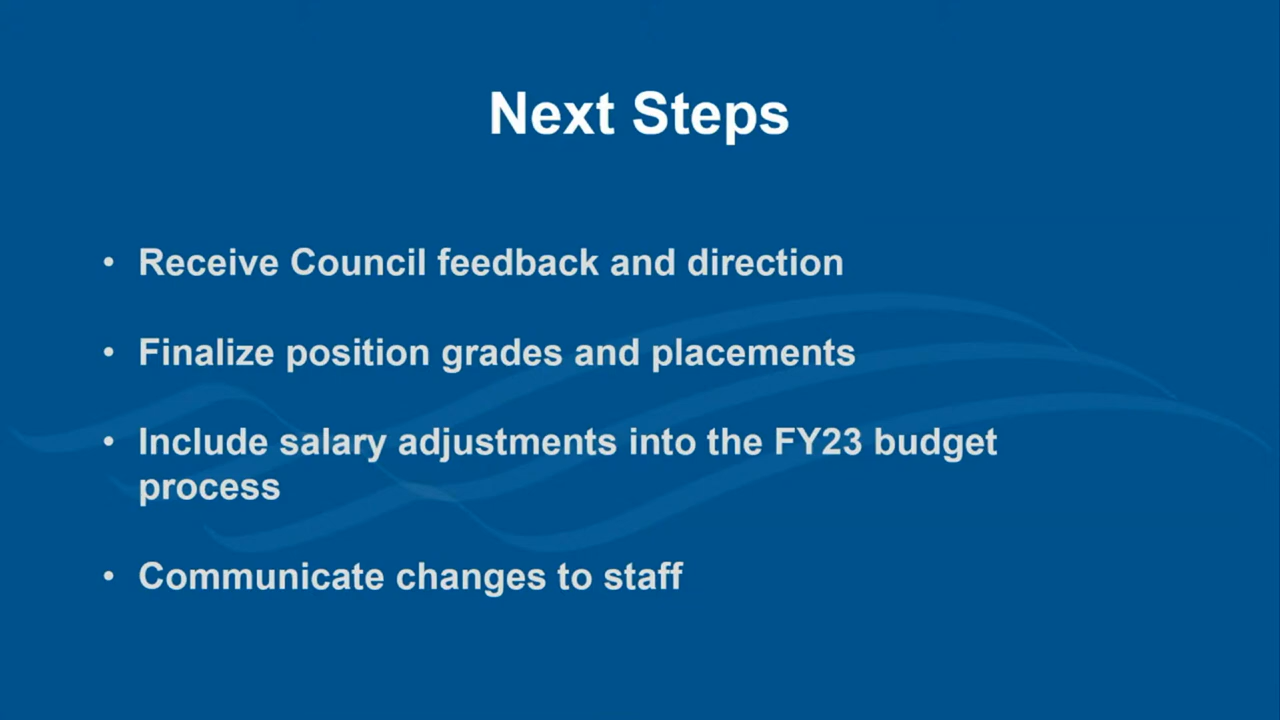 Next Steps
• Receive Council feedback and direction
• Finalize position grades and placements
• Include salary adjustments into the FY23 budget
process
• Communicate changes to staff